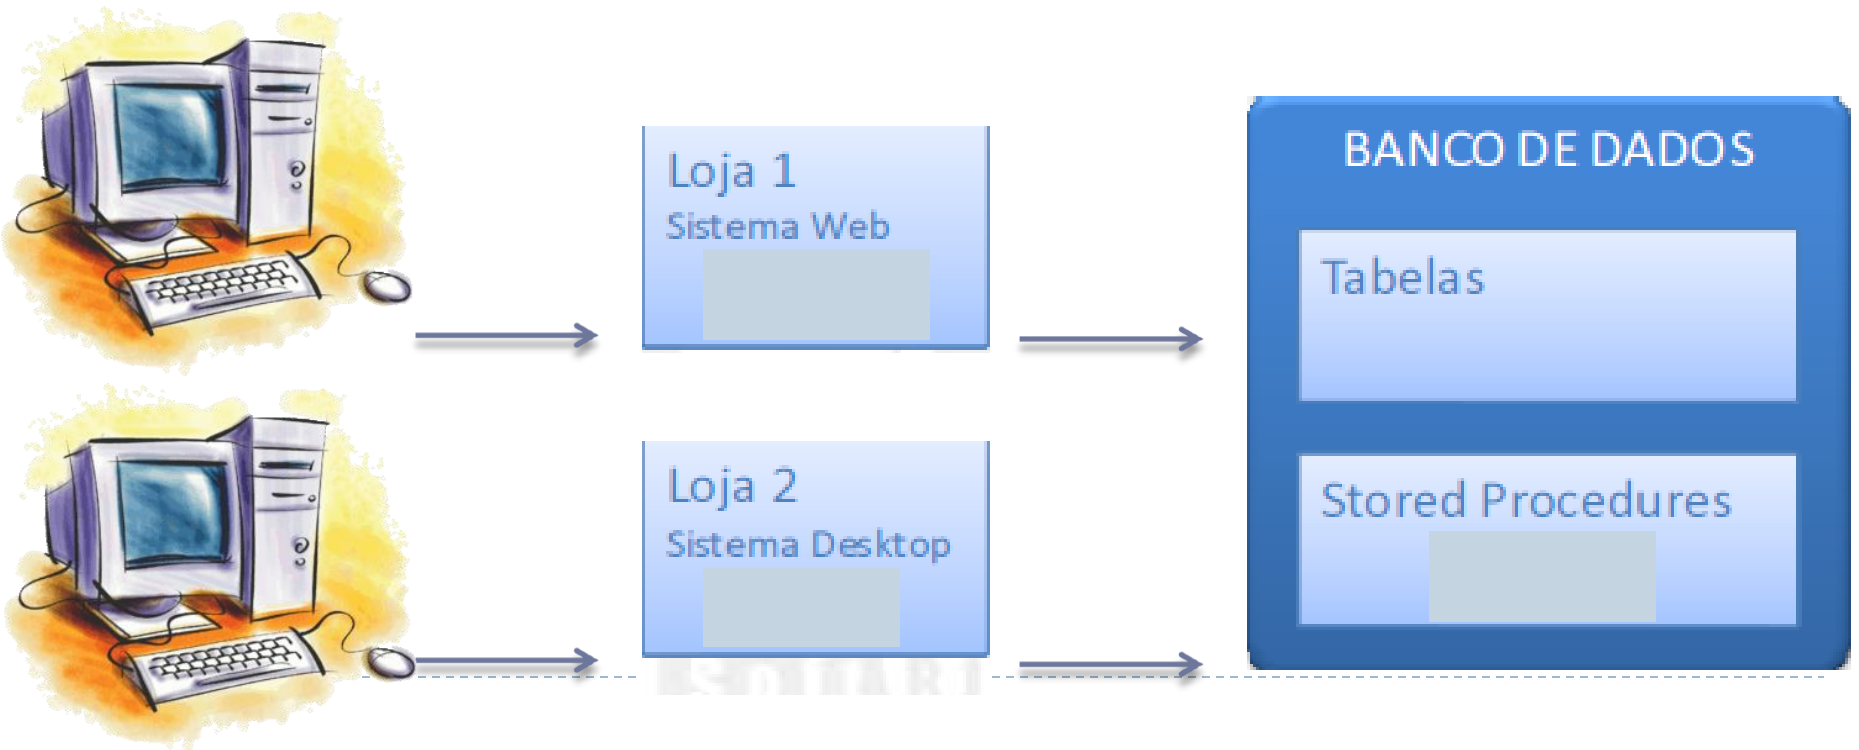 Loja 1
Sistema Web
Loja 2
Sistema Desktop
BANCO DE DADOS
Tabelas
Stored Procedures